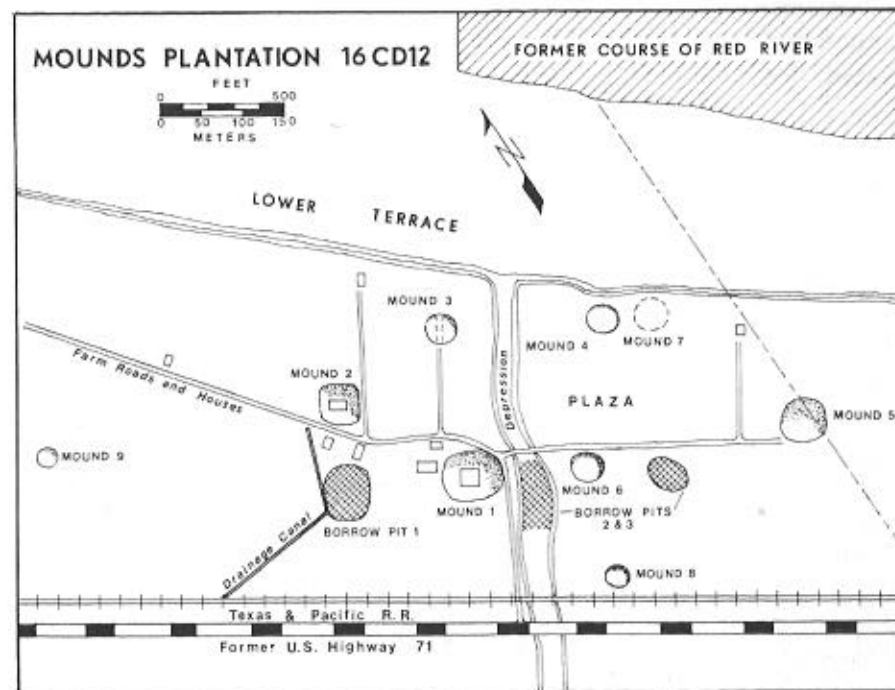 MOUNDS PLANTATION 16 CD12
FORMER COURSE OF RED RIVER
FEET
0 500
0 50 100 150
METERS
N
LOWER TERRACE
MOUND 3
MOUND 4
MOUND 7
Depression
MOUND 2
Farm Roads and Houses
PLAZA
MOUND 5
MOUND 9
MOUND 6
MOUND 1
BORROW PITS
2 & 3
BORROW PIT 1
Drainage Canal
MOUND 8
Texas & Pacific R.R.
Former U.S. Highway 71